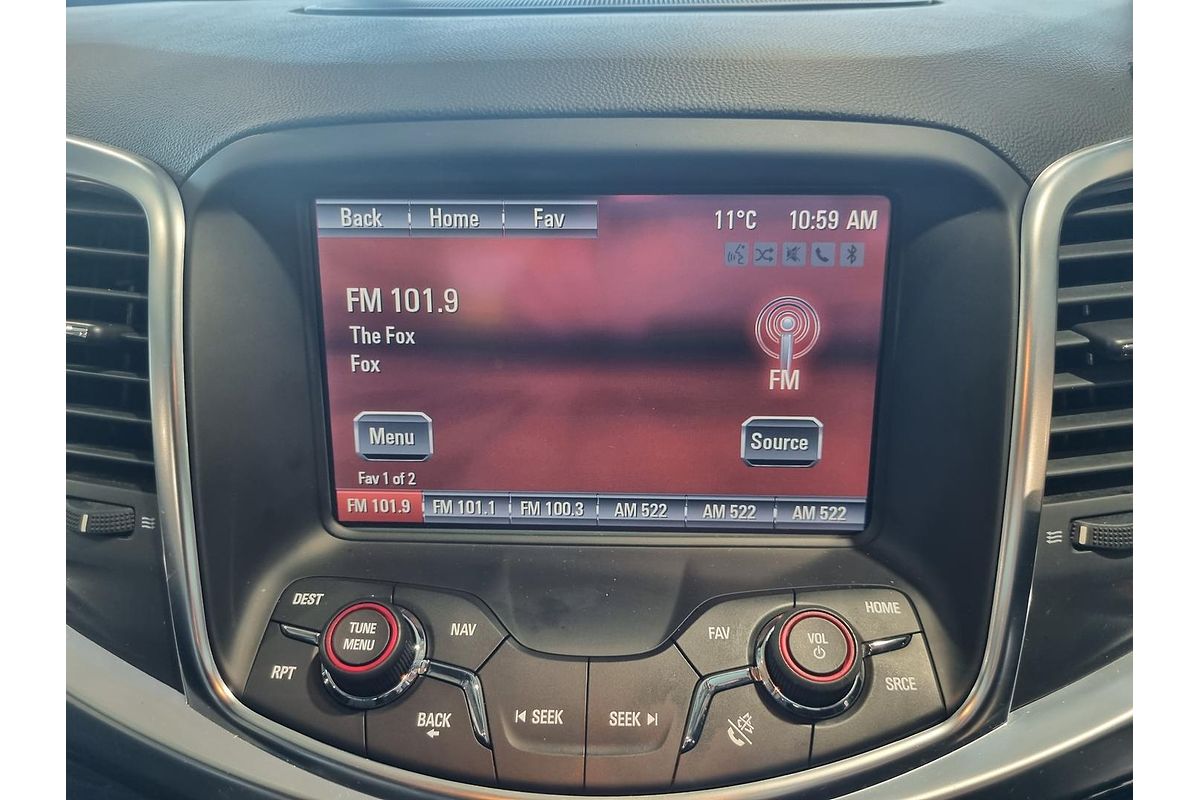 Back Home Fav 11°C 10:59 AM
FM 101.9
The Fox
Fox
FM
Menu Source
Fav 1 of 2
FM 101.9 FM 101.1 FM 100.3 AM 522 AM 522 AM 522
DEST
TUNE
MENU
NAV
RPT
BACK
SEEK
SEEK
FAV
VOL
HOME
SRCE